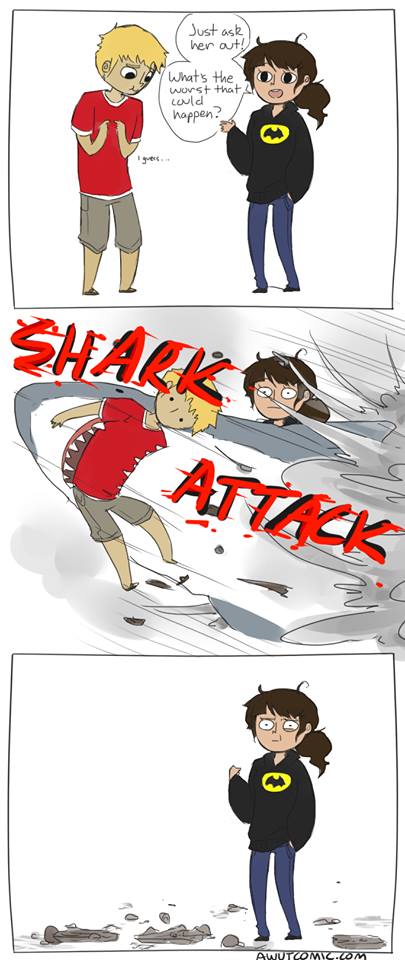 Just ask
her out!
What's the
worst that
could
happen?
I guess...
SHARK
ATTACK
AWUTCOMIC.COM